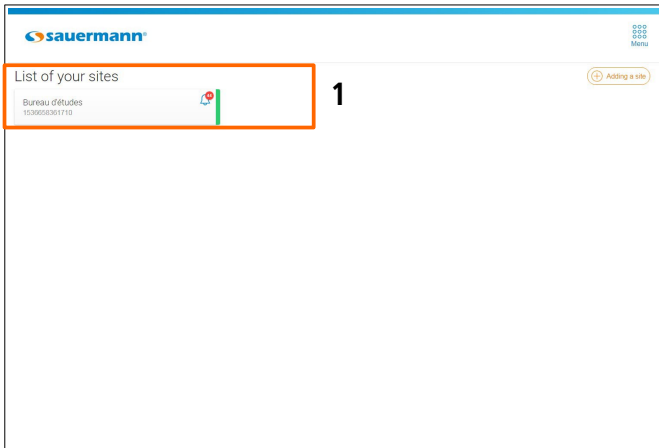 sauermann®
Menu
List of your sites
Adding a site
1
Bureau d'études
1536658361710